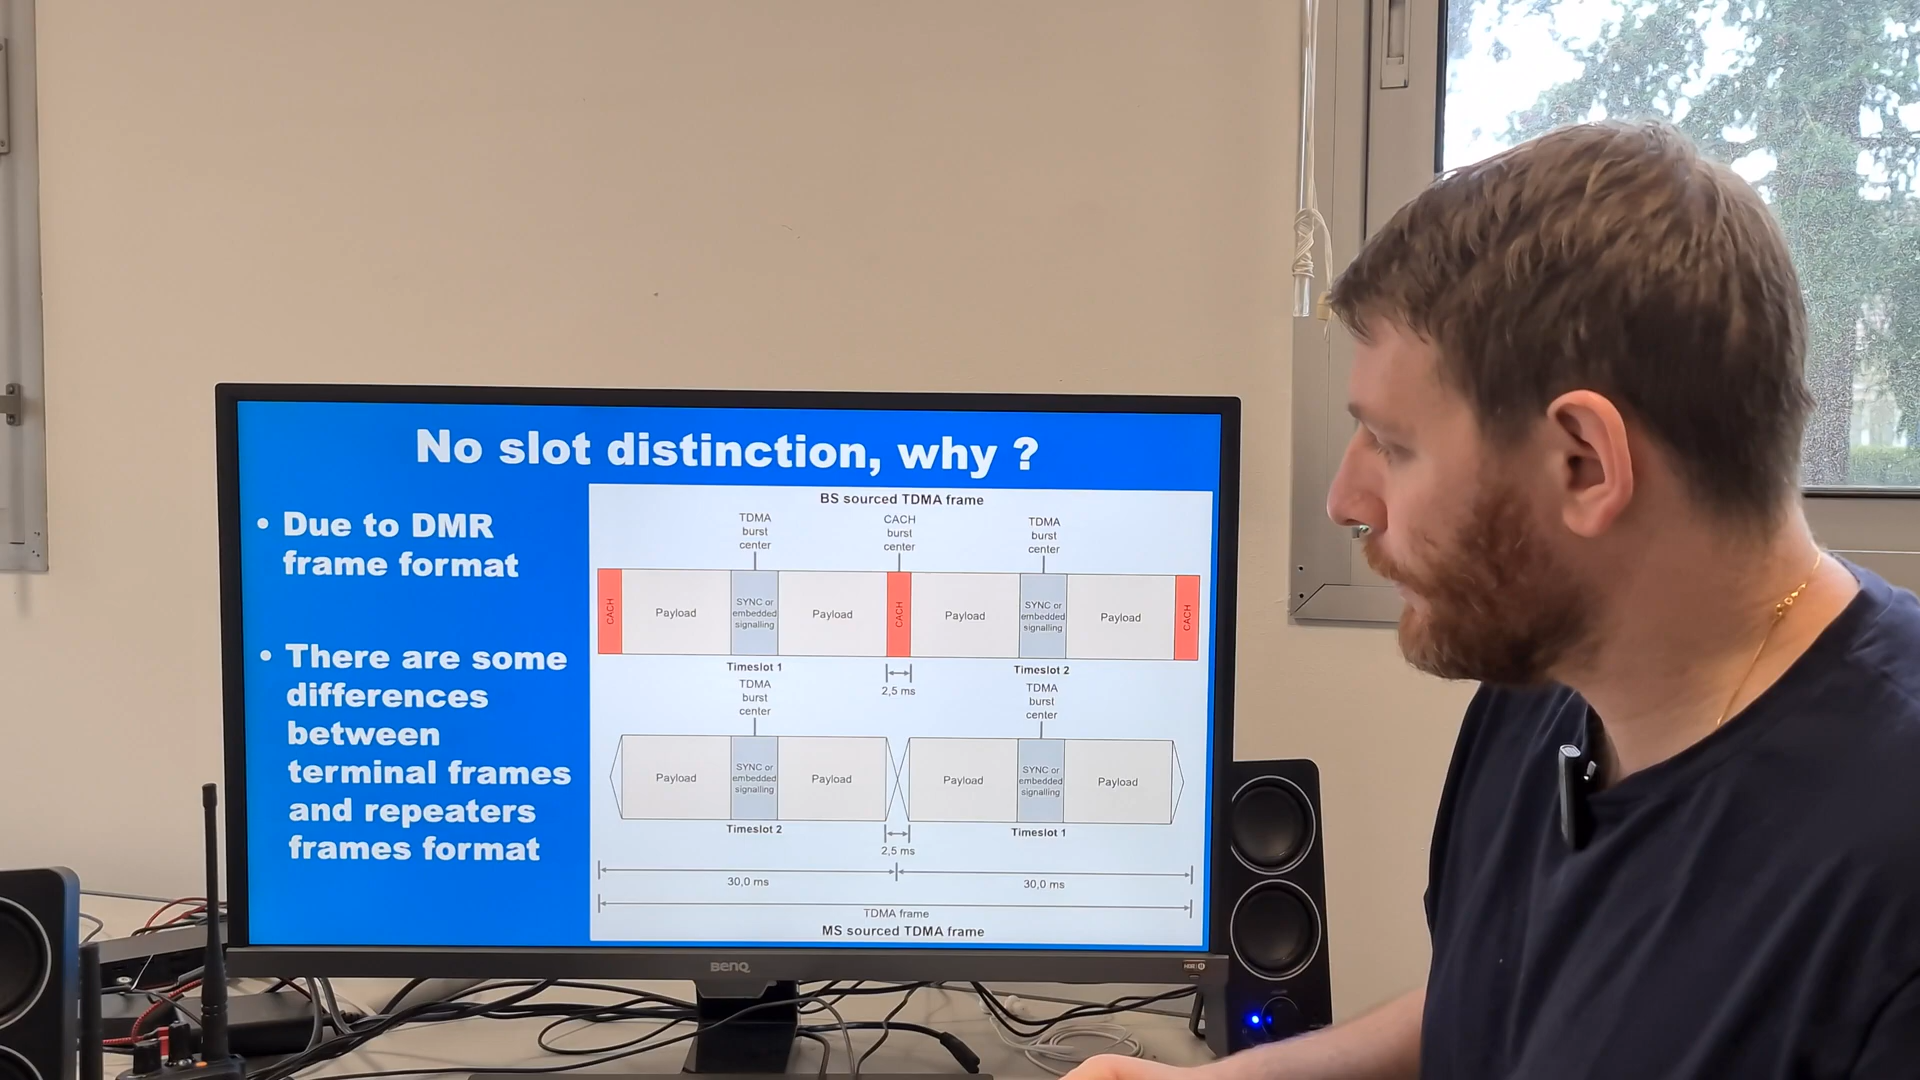 No slot distinction, why ?
• Due to DMR
frame format
• There are some
differences
between
terminal frames
and repeaters
frames format
BS sourced TDMA frame
TDMA
burst
center
CACH
burst
center
TDMA
burst
center
CACH
Payload
SYNC or
embedded
signalling
Payload
CACH
Payload
SYNC or
embedded
signalling
Payload
CACH
Timeslot 1
2,5 ms
Timeslot 2
TDMA
burst
center
TDMA
burst
center
Payload
SYNC or
embedded
signalling
Payload
Payload
SYNC or
embedded
signalling
Payload
Timeslot 2
2,5 ms
Timeslot 1
30,0 ms
30,0 ms
TDMA frame
MS sourced TDMA frame
BenQ